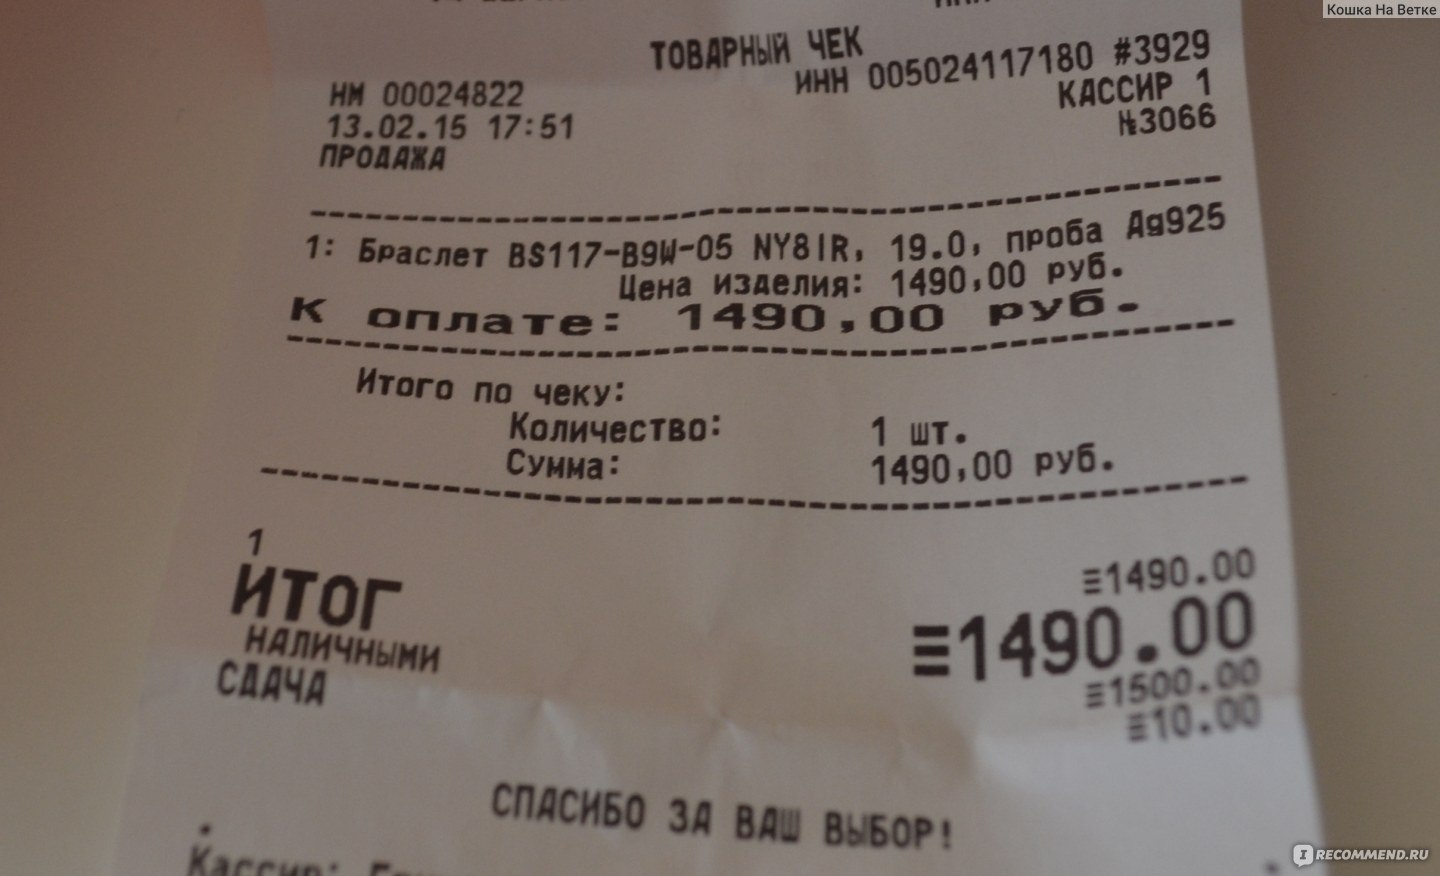 Кошка На Ветке
ТОВАРНЫЙ ЧЕК
НМ 00024822 ИНН 005024117180 #3929
13.02.15 17:51 КАССИР 1
ПРОДАЖА №3066
1: Браслет BS117-B9W-05 NY8IR, 19.0, проба Ag925
Цена изделия: 1490,00 руб.
К оплате: 1490,00 руб.
Итого по чеку:
Количество: 1 шт.
Сумма: 1490,00 руб.
1 ≡1490.00
ИТОГ ≡1490.00
НАЛИЧНЫМИ ≡1500.00
СДАЧА ≡10.00
СПАСИБО ЗА ВАШ ВЫБОР!
Кассир:
IRECOMMEND.RU